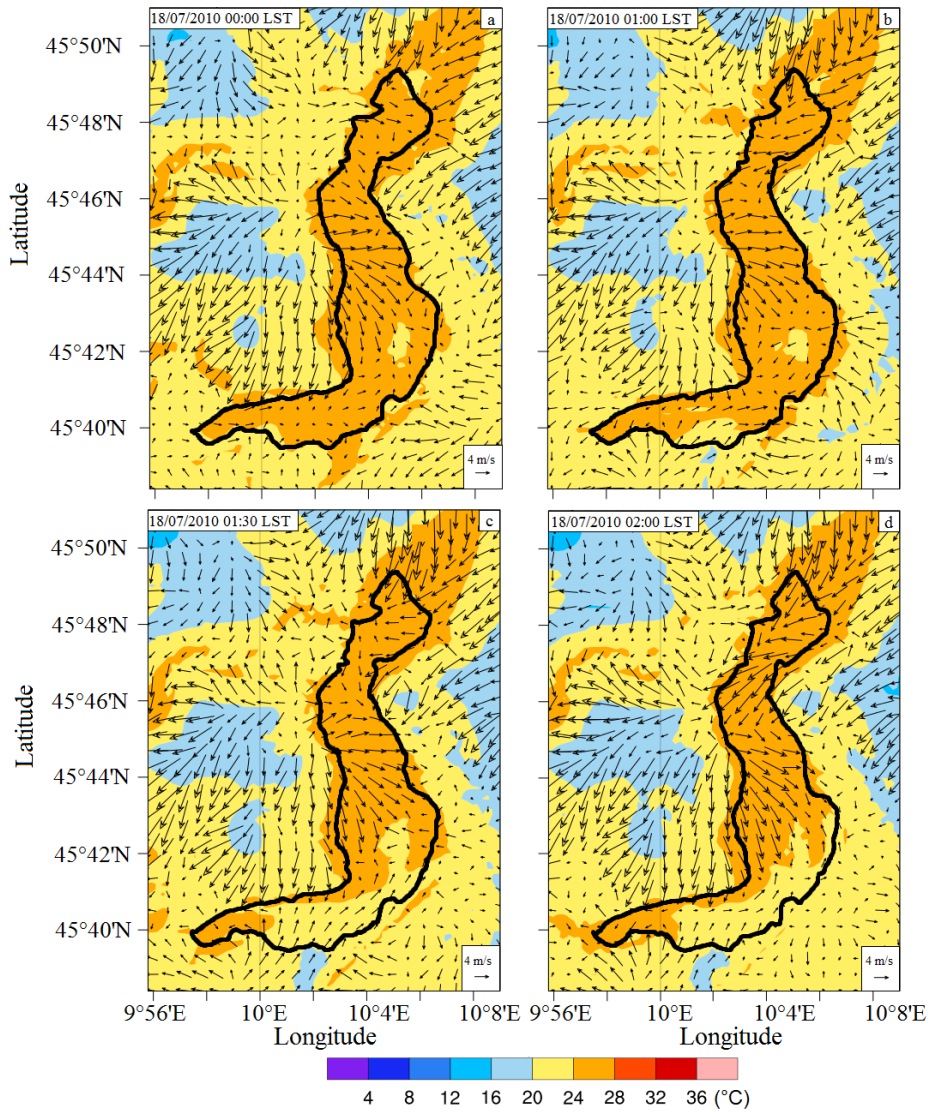 18/07/2010 00:00 LST
a
18/07/2010 01:00 LST
b
45°50'N
45°48'N
45°46'N
45°44'N
45°42'N
45°40'N
Latitude
4 m/s
4 m/s
18/07/2010 01:30 LST
c
18/07/2010 02:00 LST
d
45°50'N
45°48'N
45°46'N
45°44'N
45°42'N
45°40'N
Latitude
4 m/s
4 m/s
9°56'E 10°E 10°4'E 10°8'E
9°56'E 10°E 10°4'E 10°8'E
Longitude
Longitude
4 8 12 16 20 24 28 32 36 (°C)